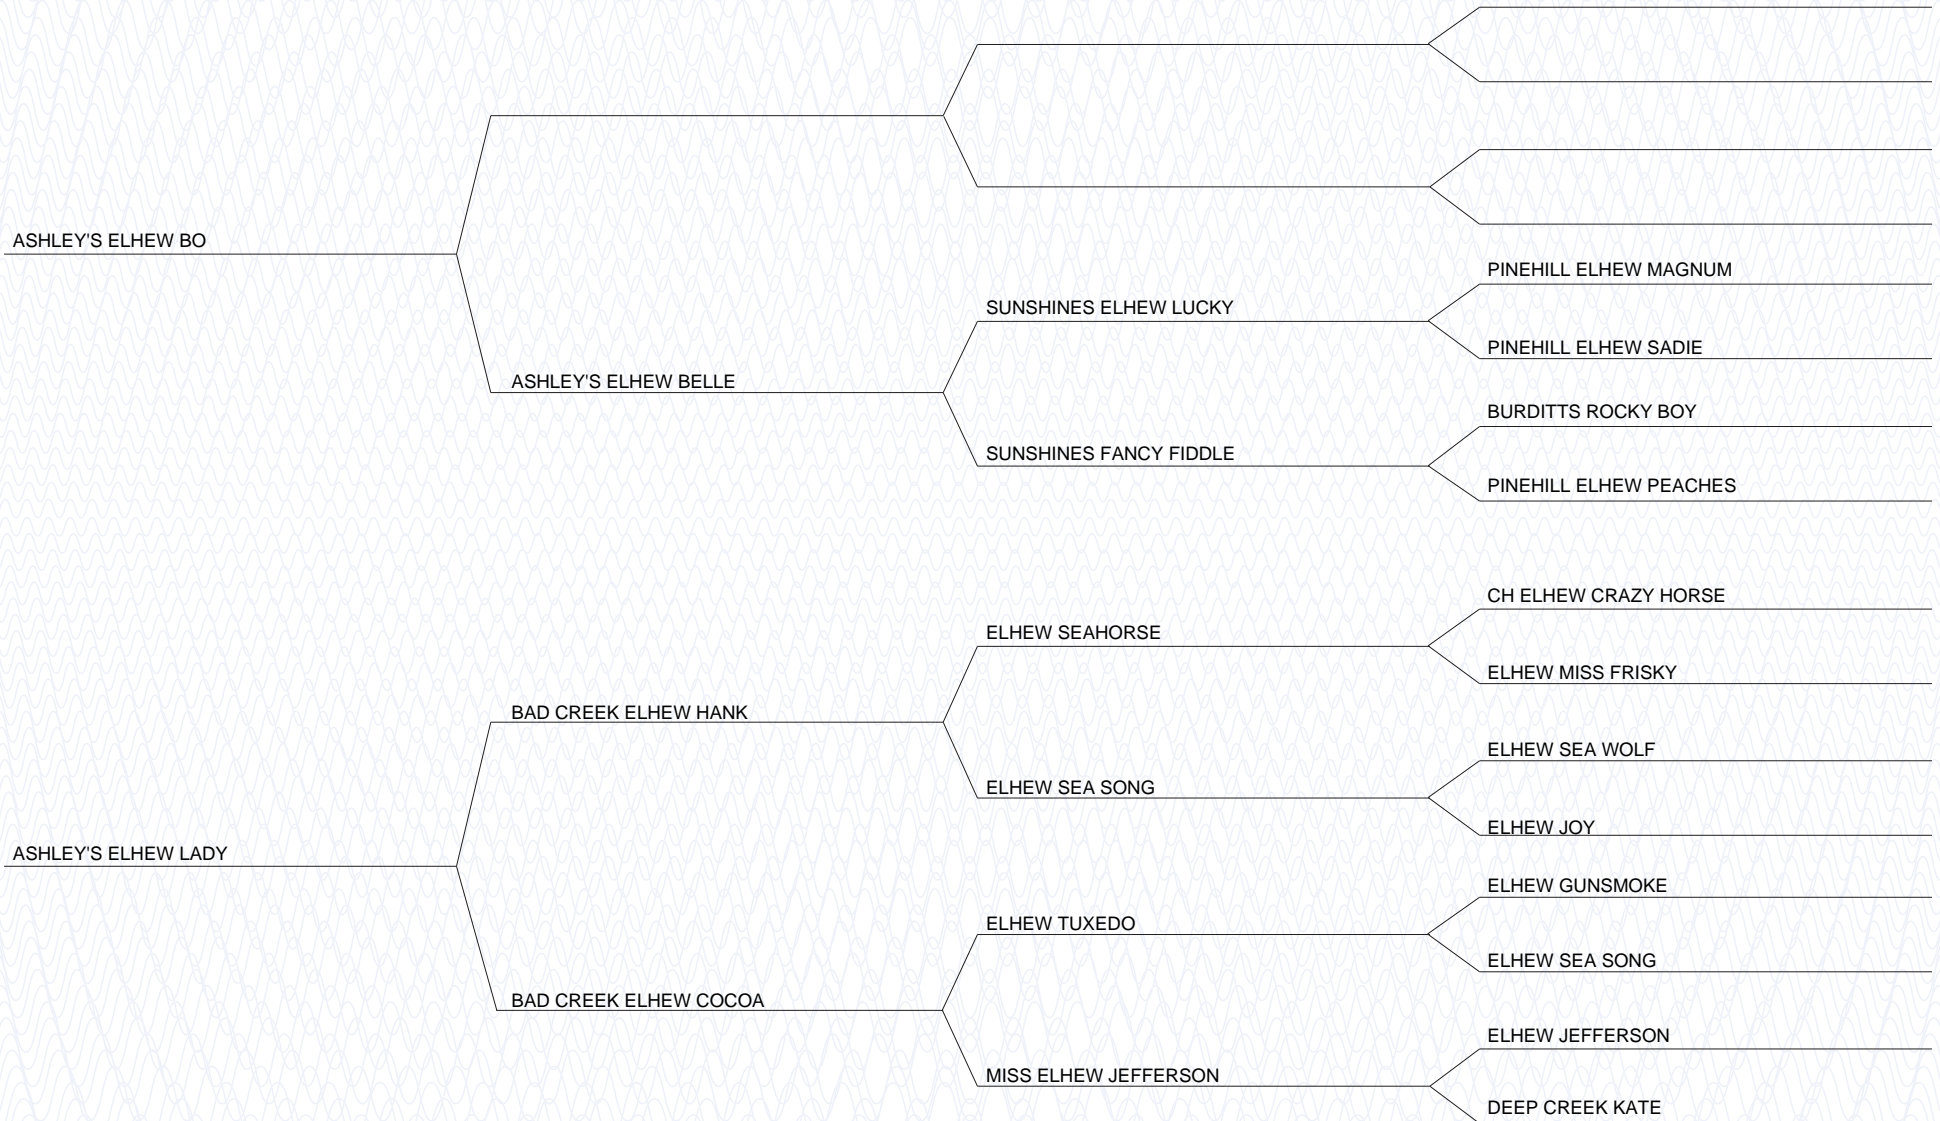 ASHLEY'S ELHEW BO
ASHLEY'S ELHEW BELLE
SUNSHINES ELHEW LUCKY
PINEHILL ELHEW MAGNUM
PINEHILL ELHEW SADIE
SUNSHINES FANCY FIDDLE
BURDITTS ROCKY BOY
PINEHILL ELHEW PEACHES
ASHLEY'S ELHEW LADY
BAD CREEK ELHEW HANK
ELHEW SEAHORSE
CH ELHEW CRAZY HORSE
ELHEW MISS FRISKY
ELHEW SEA SONG
ELHEW SEA WOLF
ELHEW JOY
BAD CREEK ELHEW COCOA
ELHEW TUXEDO
ELHEW GUNSMOKE
ELHEW SEA SONG
MISS ELHEW JEFFERSON
ELHEW JEFFERSON
DEEP CREEK KATE